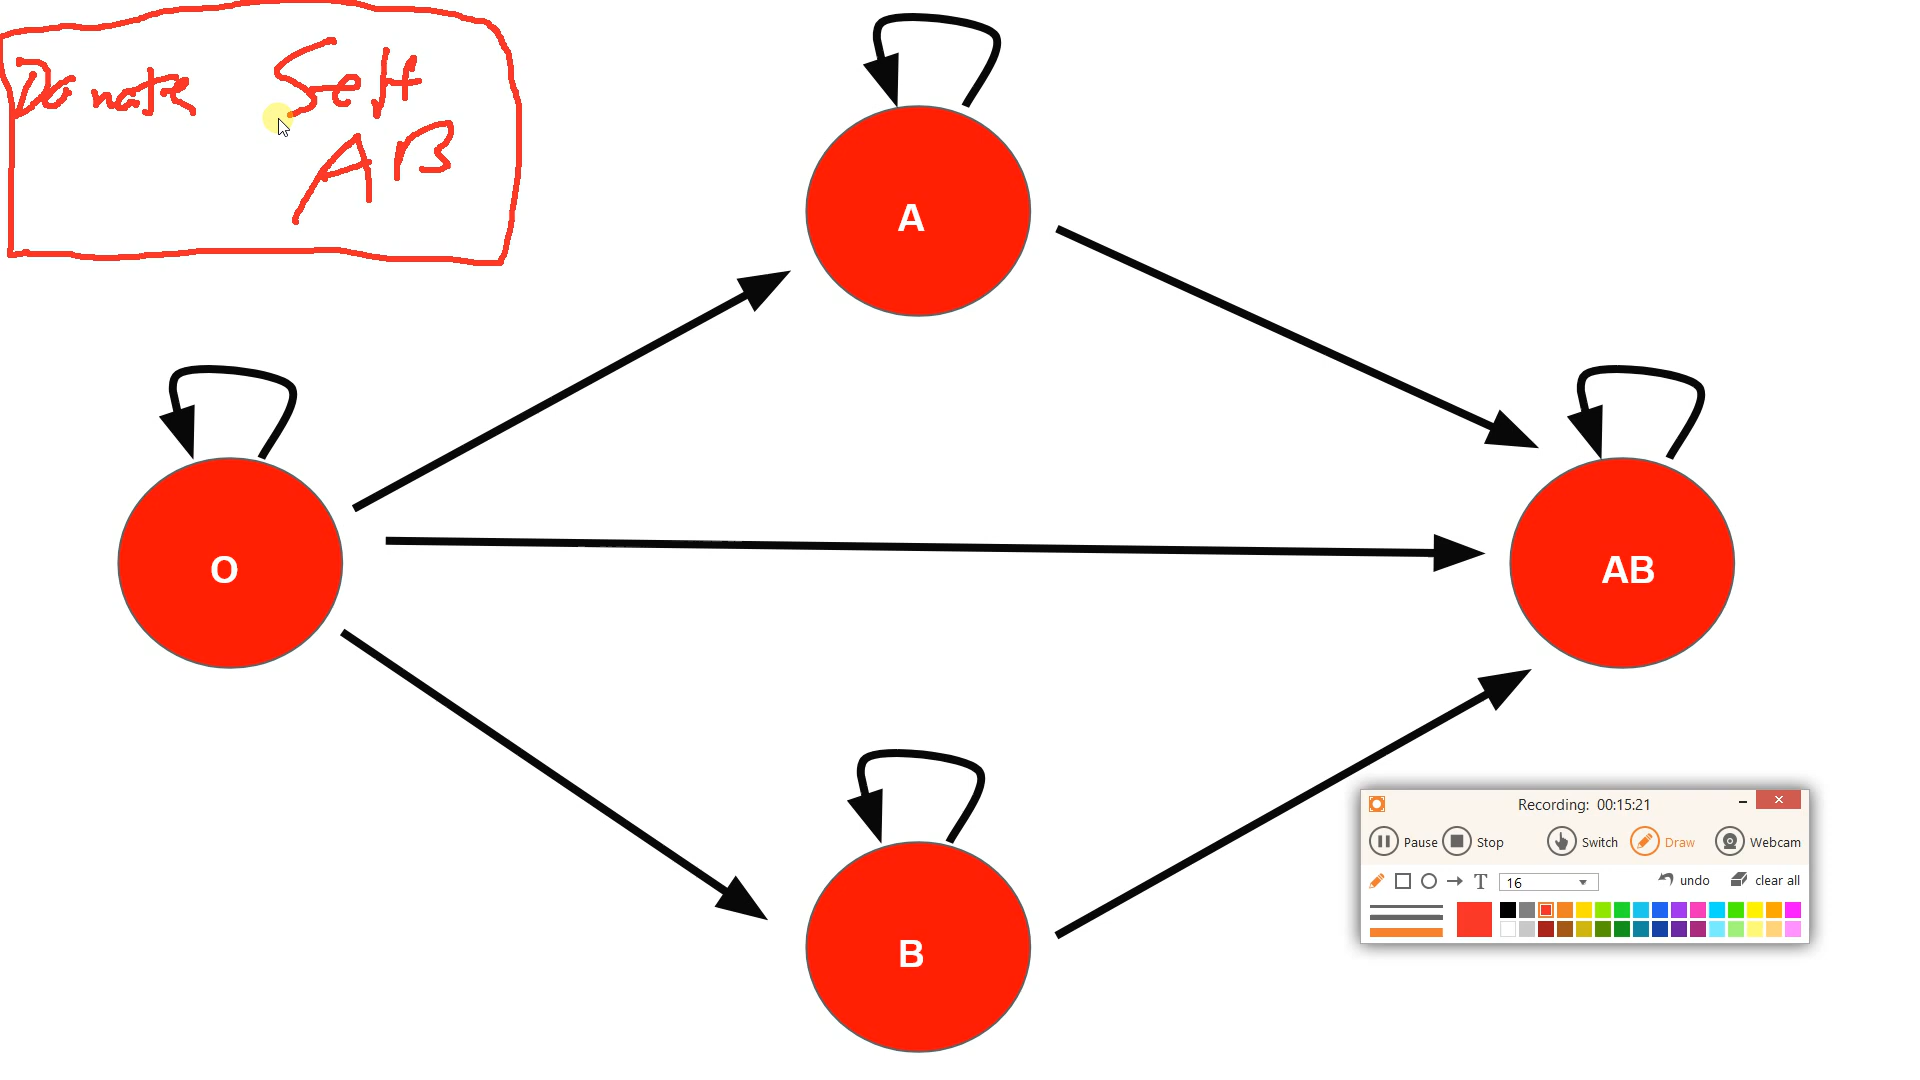 Donate Self
AB
A
O
AB
B
Recording: 00:15:21
Pause Stop Switch Draw Webcam
T 16 undo clear all